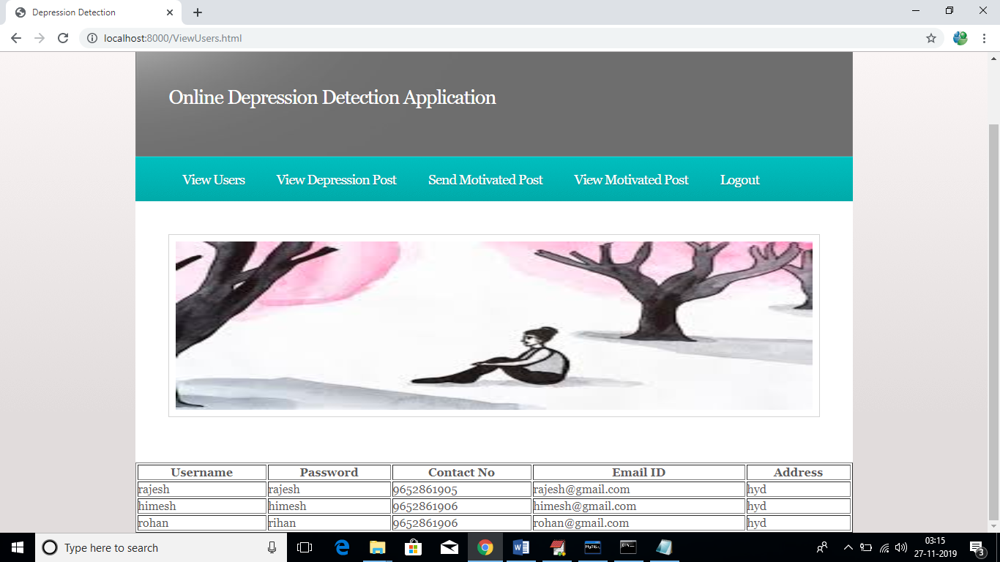 Depression Detection
localhost:8000/ViewUsers.html
Online Depression Detection Application
View Users View Depression Post Send Motivated Post View Motivated Post Logout
Username Password Contact No Email ID Address
rajesh rajesh 9652861905 rajesh@gmail.com hyd
himesh himesh 9652861906 himesh@gmail.com hyd
rohan rihan 9652861906 rohan@gmail.com hyd
Type here to search
03:15
27-11-2019
3